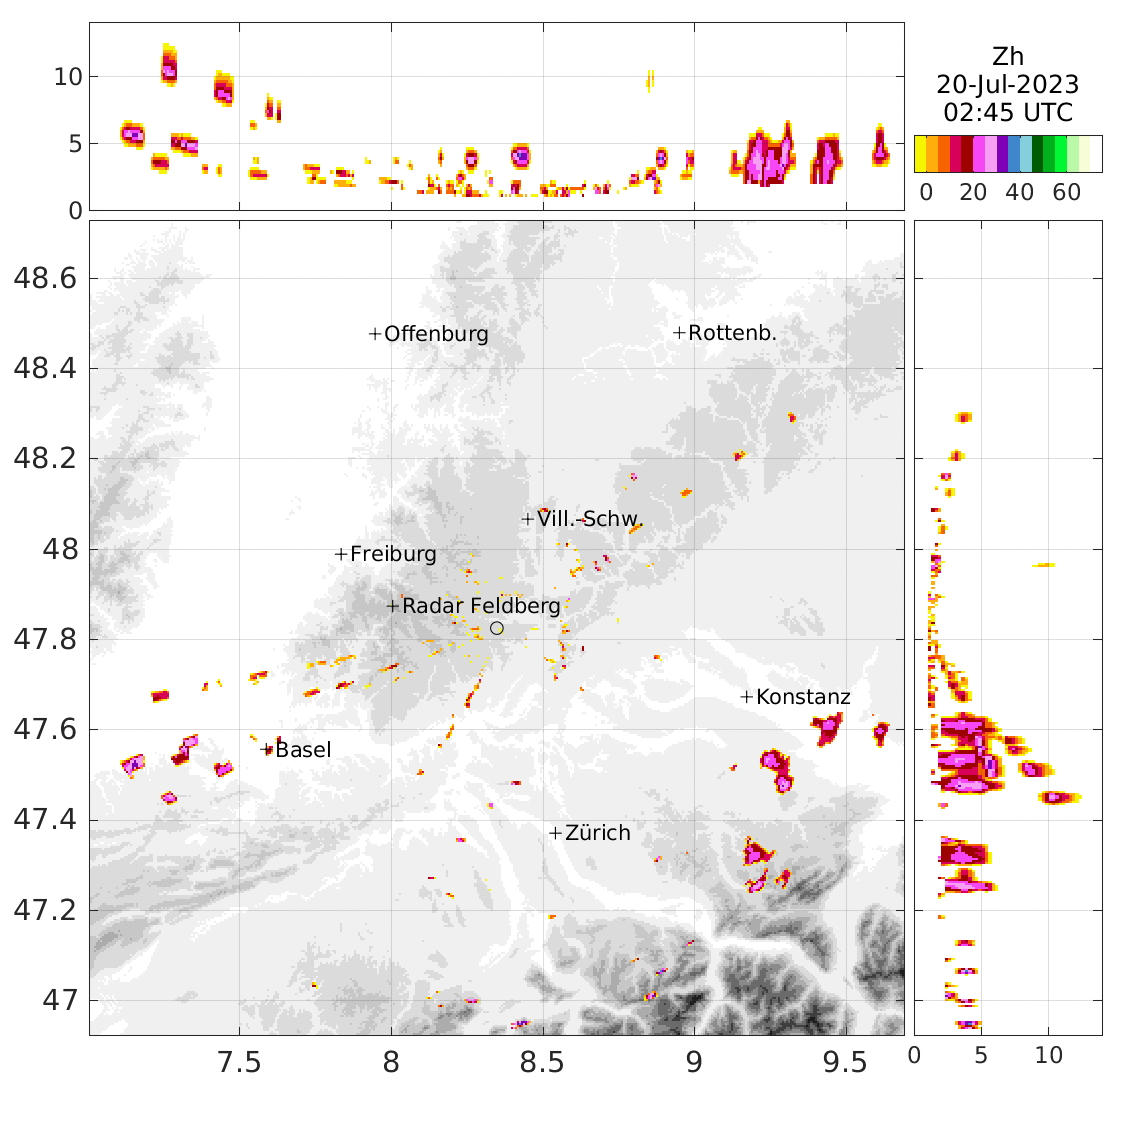 10
5
0
Zh
20-Jul-2023
02:45 UTC
0 20 40 60
48.6
48.4
48.2
48
47.8
47.6
47.4
47.2
47
+Offenburg
+Rottenb.
+Vill.-Schw.
+Freiburg
+Radar Feldberg
+Konstanz
+Basel
+Zürich
7.5 8 8.5 9 9.5
0 5 10